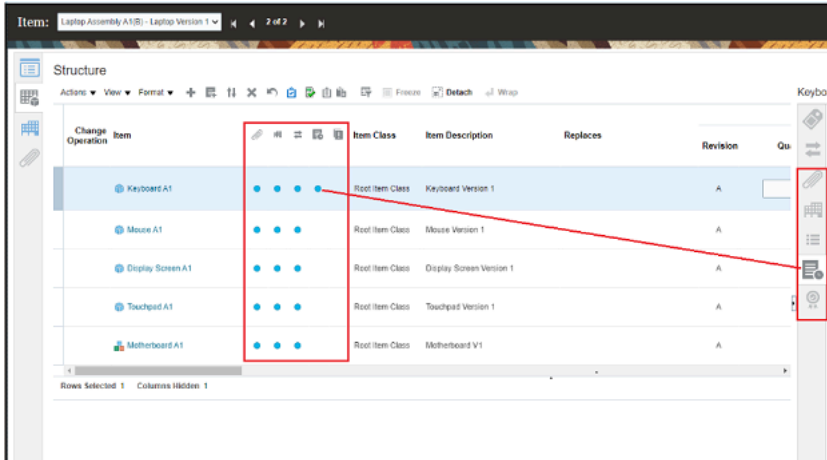 Item: Laptop Assembly A1(B) - Laptop Version 1 2 of 2
Structure
Actions View Format Freeze Detach Wrap
Keybo
Change Operation Item Item Class Item Description Replaces Revision Qu
Keyboard A1 Root Item Class Keyboard Version 1 A
Mouse A1 Root Item Class Mouse Version 1 A
Display Screen A1 Root Item Class Display Screen Version 1 A
Touchpad A1 Root Item Class Touchpad Version 1 A
Motherboard A1 Root Item Class Motherboard V1 A
Rows Selected 1 Columns Hidden 1